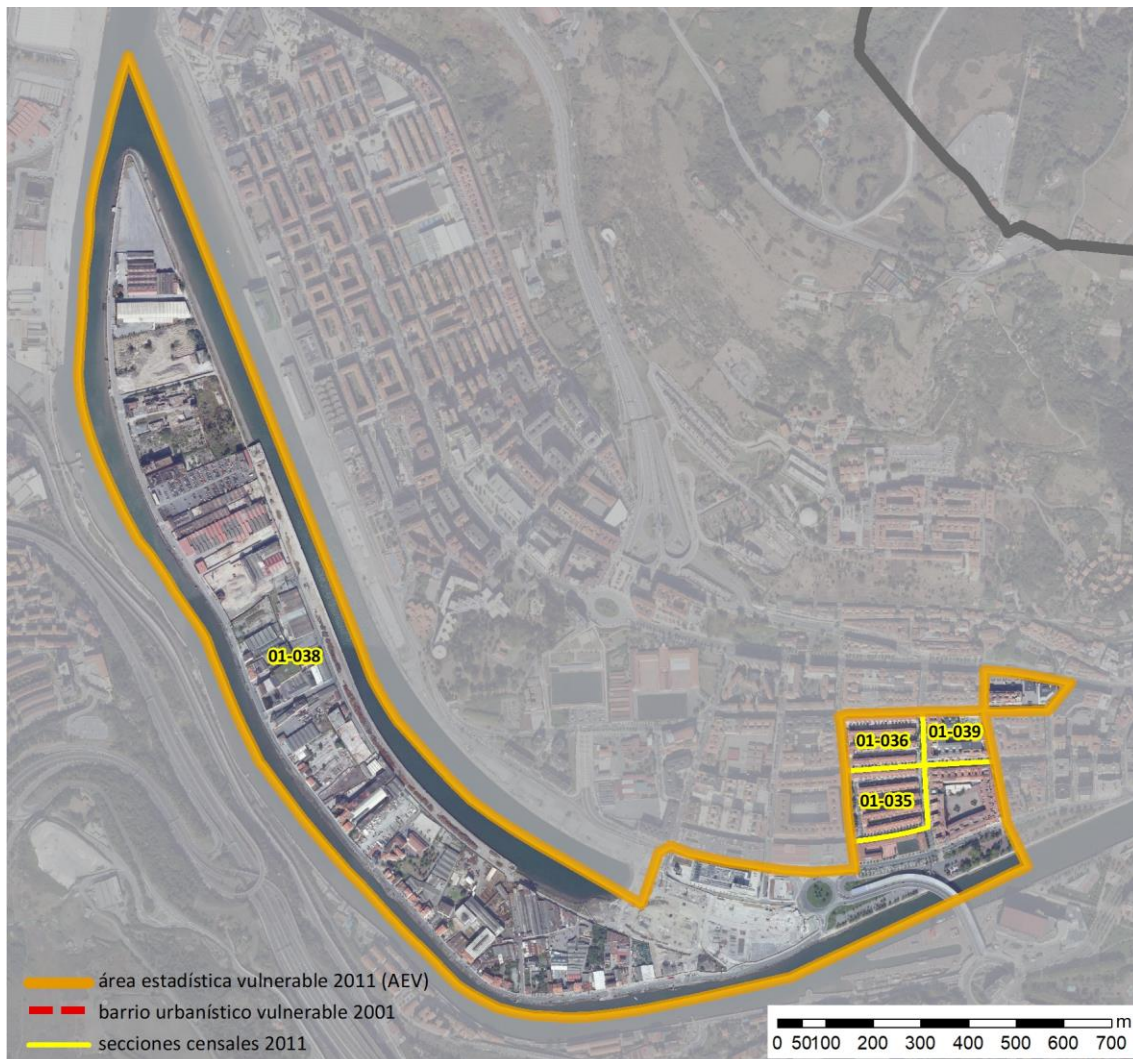 01-038
01-036
01-039
01-035
área estadística vulnerable 2011 (AEV)
barrio urbanístico vulnerable 2001
secciones censales 2011
m
0 50100 200 300 400 500 600 700